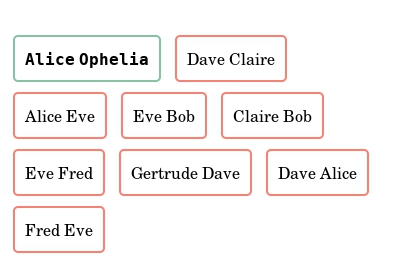 Alice Ophelia Dave Claire
Alice Eve Eve Bob Claire Bob
Eve Fred Gertrude Dave Dave Alice
Fred Eve